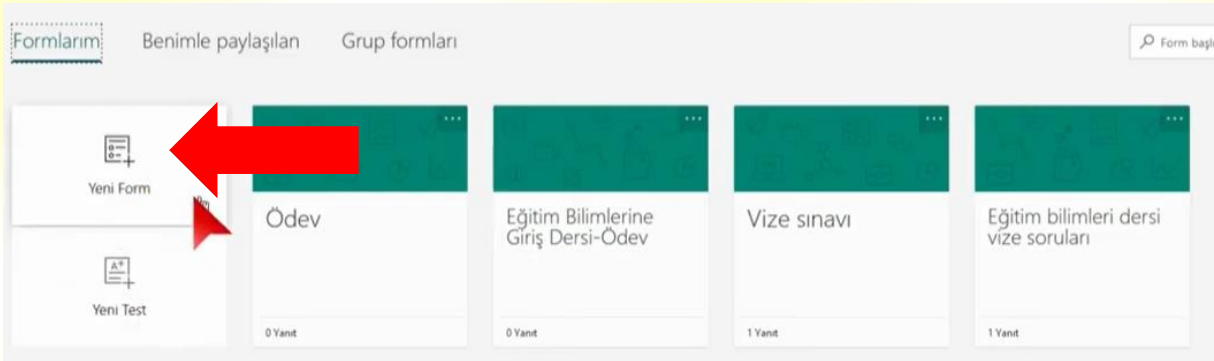 Formlarım Benimle paylaşılan Grup formları
Form
Yeni Form
Yeni Test
Ödev
0 Yanıt
Eğitim Bilimlerine
Giriş Dersi-Ödev
0 Yanıt
Vize sınavı
1 Yanıt
Eğitim bilimleri dersi
vize soruları
1 Yanıt